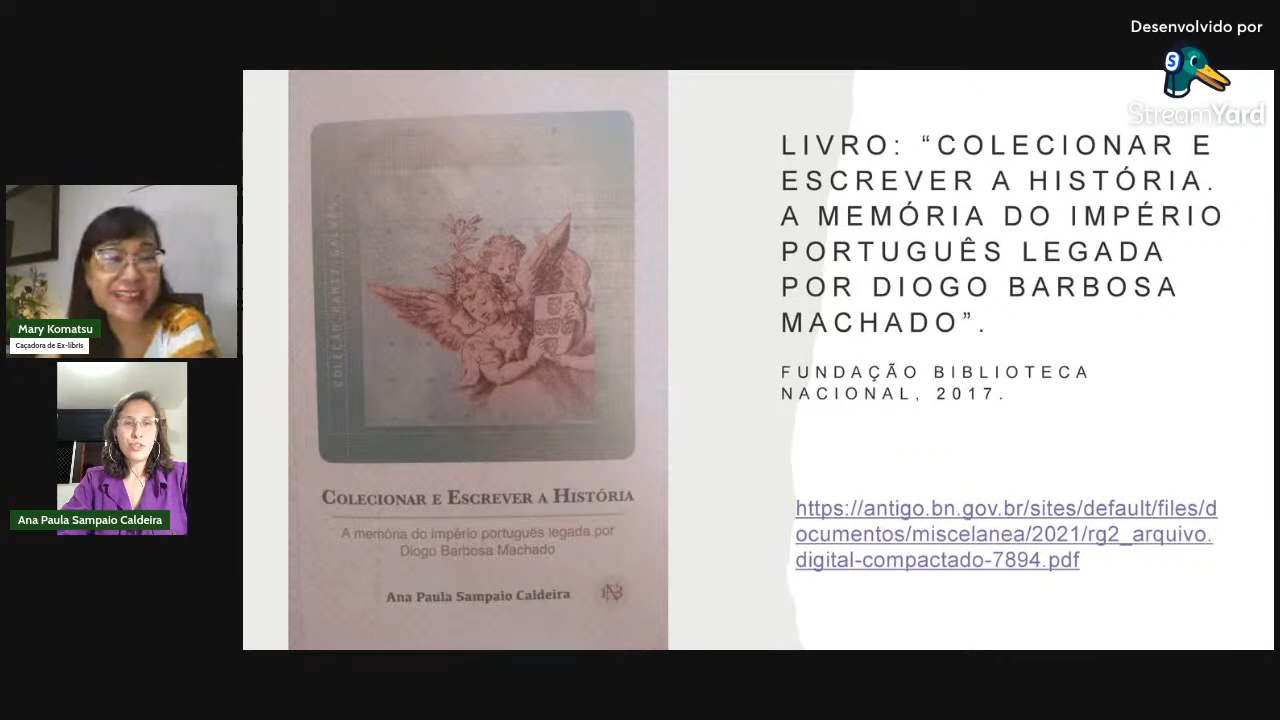 Desenvolvido por
StreamYard
Mary Komatsu
Caçadora de Ex-libris
Ana Paula Sampaio Caldeira
COLEÇÃO RAMIZ GALVÃO
COLECIONAR E ESCREVER A HISTÓRIA
A memória do império português legada por
Diogo Barbosa Machado
Ana Paula Sampaio Caldeira
LIVRO: “COLECIONAR E
ESCREVER A HISTÓRIA.
A MEMÓRIA DO IMPÉRIO
PORTUGUÊS LEGADA
POR DIOGO BARBOSA
MACHADO”.
FUNDAÇÃO BIBLIOTECA
NACIONAL, 2017.
https://antigo.bn.gov.br/sites/default/files/d
ocumentos/miscelanea/2021/rg2_arquivo.
digital-compactado-7894.pdf